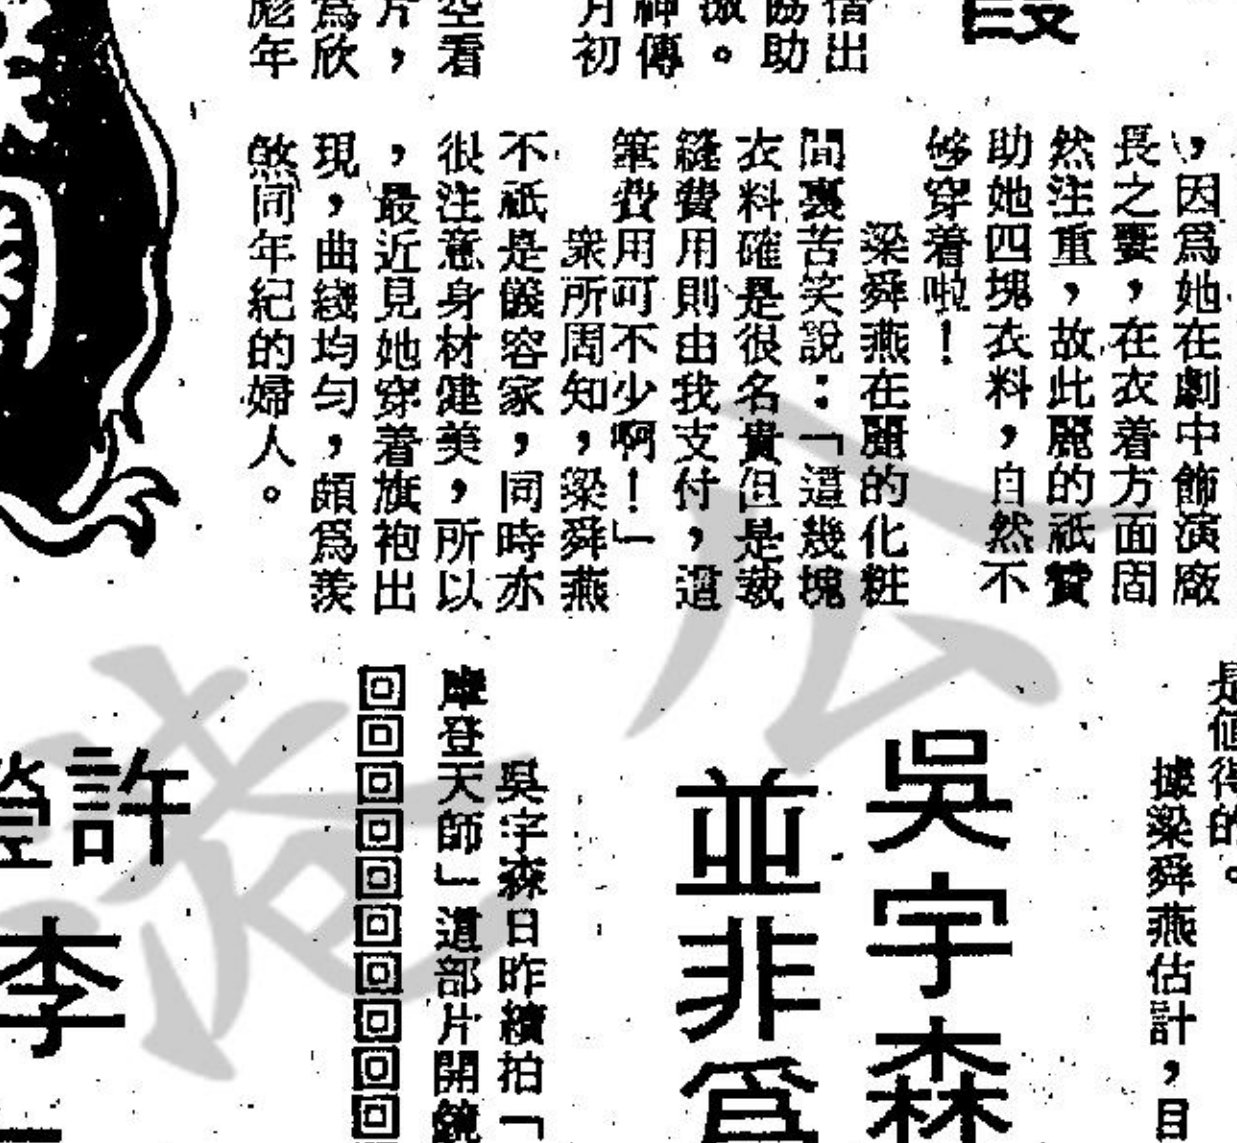 借出
協助
。
神傳
月初
空看
片，
爲欣
年
，因爲她在劇中飾演廠
長之妻，在衣着方面間
然注重，故此麗的祇贊
助她四塊衣料，自然不
够穿着啦！
梁舜燕在麗的化粧
間裏苦笑說：「這幾塊
衣料確是很名貴但是裁
縫費用則由我支付，這
筆費用可不少啊！」
衆所周知，梁舜燕
不祇是儀容家，同時亦
很注意身材健美，所以
，最近見她穿着旗袍出
現，曲綫均勻，頗爲羨
煞同年紀的婦人。
是值得的。
據梁舜燕估計，目
吳宇森
並非爲
吳宇森日昨續拍「
摩登天師」這部片開鏡
許
李
公